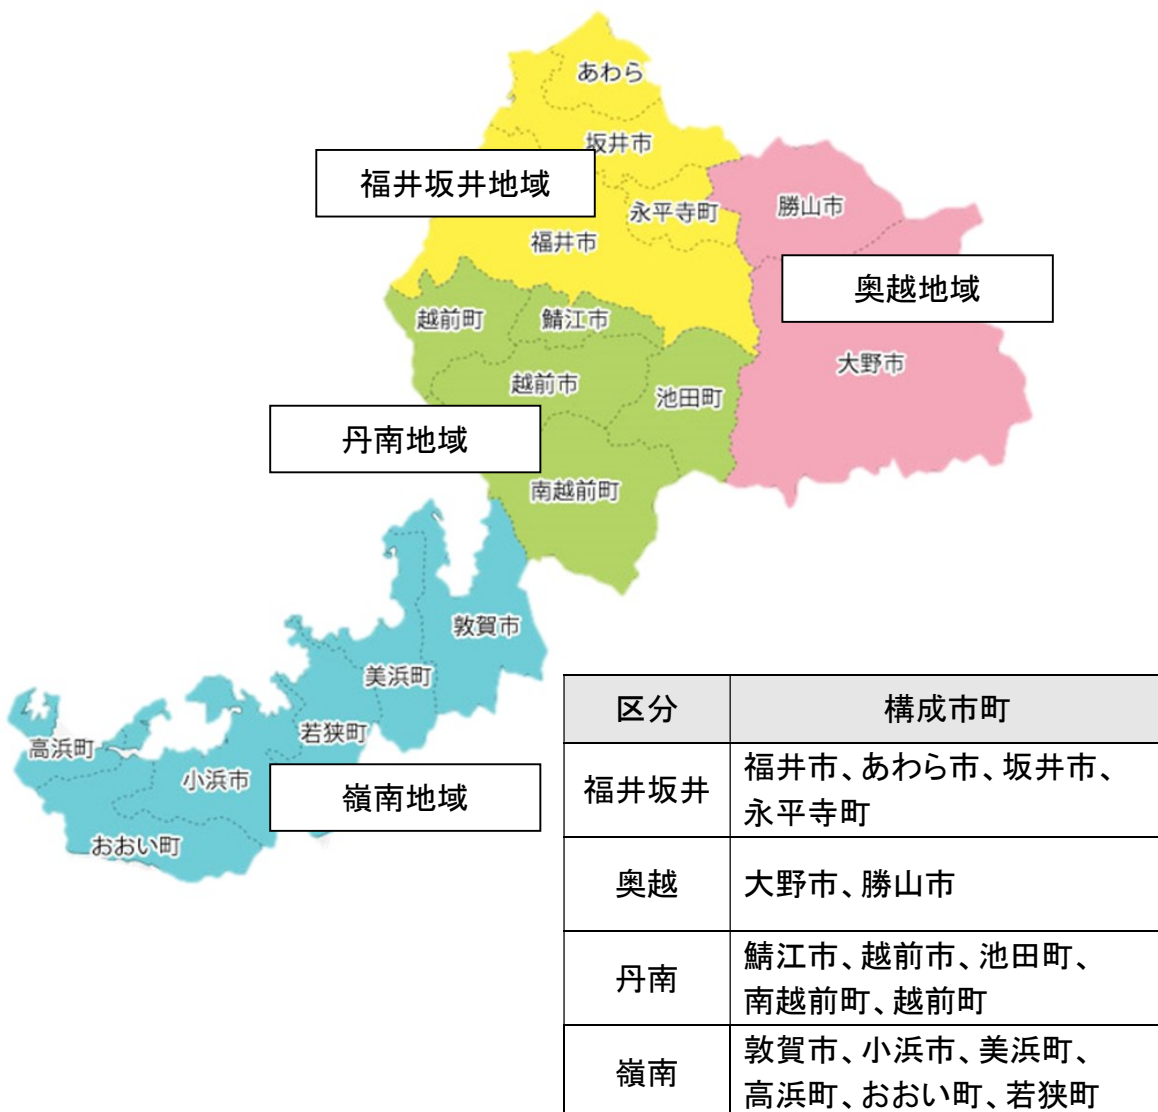 あわら
坂井市
福井坂井地域
永平寺町
勝山市
福井市
奥越地域
越前町
鯖江市
大野市
越前市
池田町
丹南地域
南越前町
敦賀市
美浜町
若狭町
高浜町
小浜市
嶺南地域
おおい町
区分 構成市町
福井坂井 福井市、あわら市、坂井市、
永平寺町
奥越 大野市、勝山市
丹南 鯖江市、越前市、池田町、
南越前町、越前町
嶺南 敦賀市、小浜市、美浜町、
高浜町、おおい町、若狭町